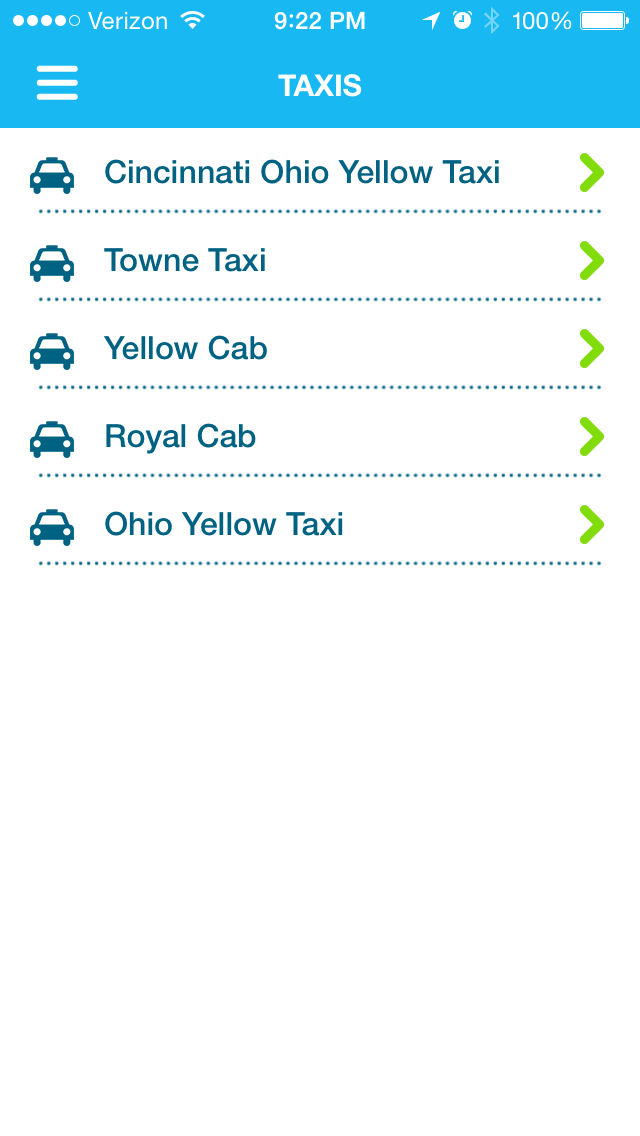 Verizon 9:22 PM 100%
TAXIS
Cincinnati Ohio Yellow Taxi
Towne Taxi
Yellow Cab
Royal Cab
Ohio Yellow Taxi